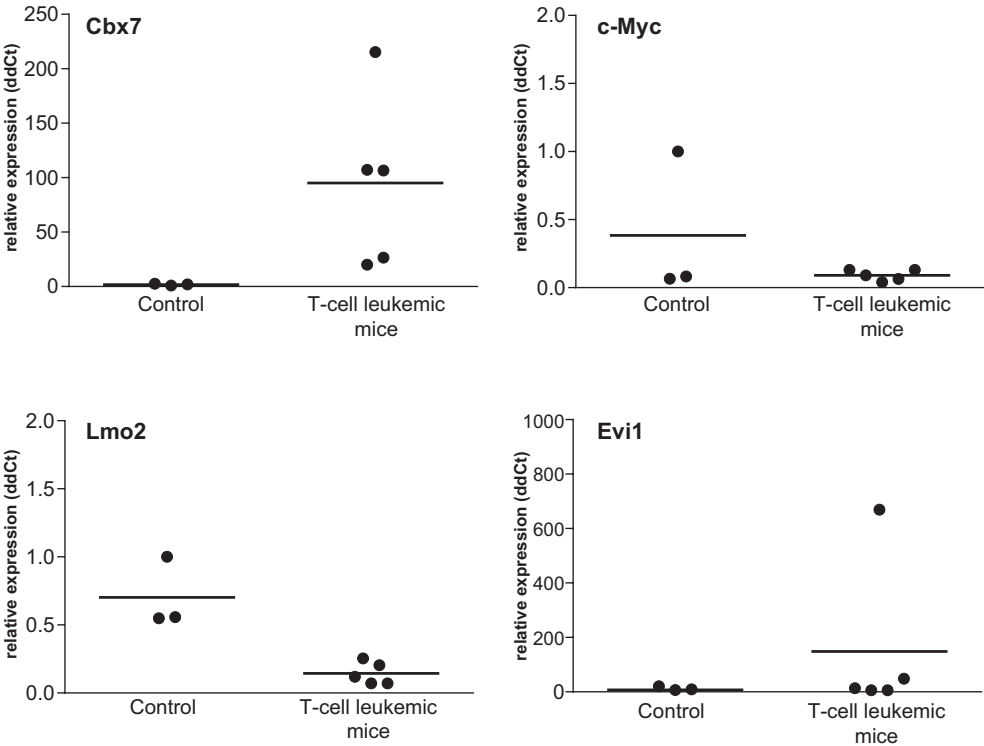 Cbx7
relative expression (ddCt)
250
200
150
100
50
0
Control
T-cell leukemic
mice
c-Myc
relative expression (ddCt)
2.0
1.5
1.0
0.5
0.0
Control
T-cell leukemic
mice
Lmo2
relative expression (ddCt)
2.0
1.5
1.0
0.5
0.0
Control
T-cell leukemic
mice
Evi1
relative expression (ddCt)
1000
800
600
400
200
0
Control
T-cell leukemic
mice